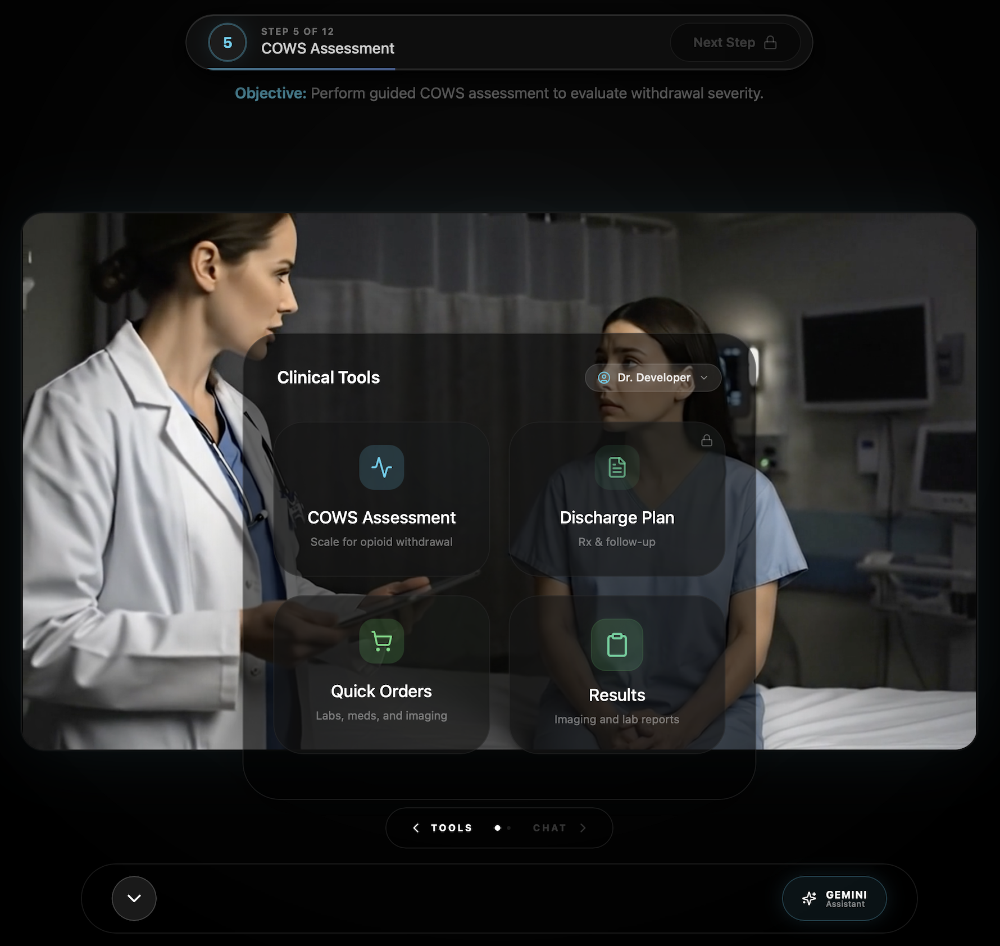 5
STEP 5 OF 12
COWS Assessment
Next Step
Objective: Perform guided COWS assessment to evaluate withdrawal severity.
Clinical Tools
Dr. Developer
COWS Assessment
Scale for opioid withdrawal
Discharge Plan
Rx & follow-up
Quick Orders
Labs, meds, and imaging
Results
Imaging and lab reports
TOOLS
CHAT
GEMINI
Assistant